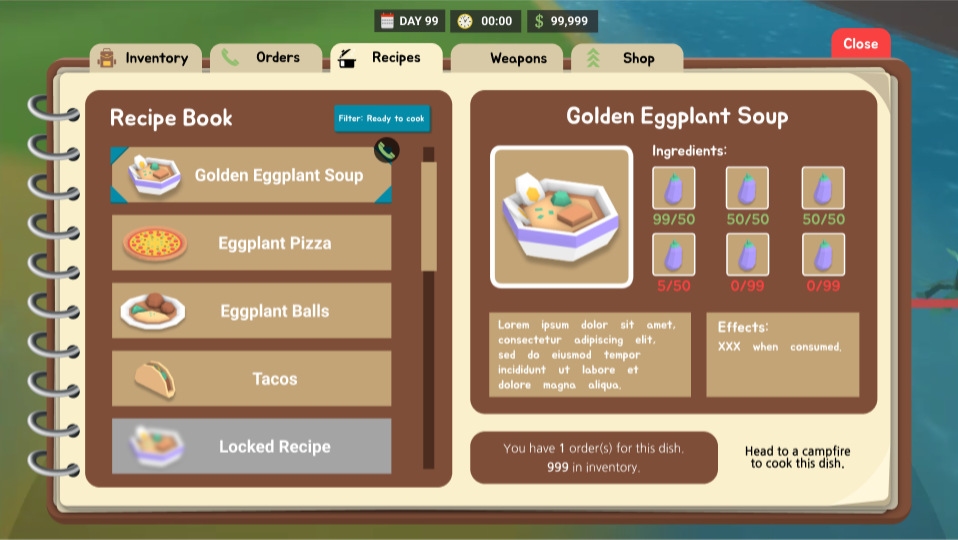 DAY 99
00:00
$ 99,999
Close
Inventory
Orders
Recipes
Weapons
Shop
Recipe Book
Filter: Ready to cook
Golden Eggplant Soup
Eggplant Pizza
Eggplant Balls
Tacos
Locked Recipe
Golden Eggplant Soup
Ingredients:
99/50
50/50
50/50
5/50
0/99
0/99
Lorem ipsum dolor sit amet,
consectetur adipiscing elit,
sed do eiusmod tempor
incididunt ut labore et
dolore magna aliqua.
Effects:
XXX when consumed.
You have 1 order(s) for this dish.
999 in inventory.
Head to a campfire
to cook this dish.